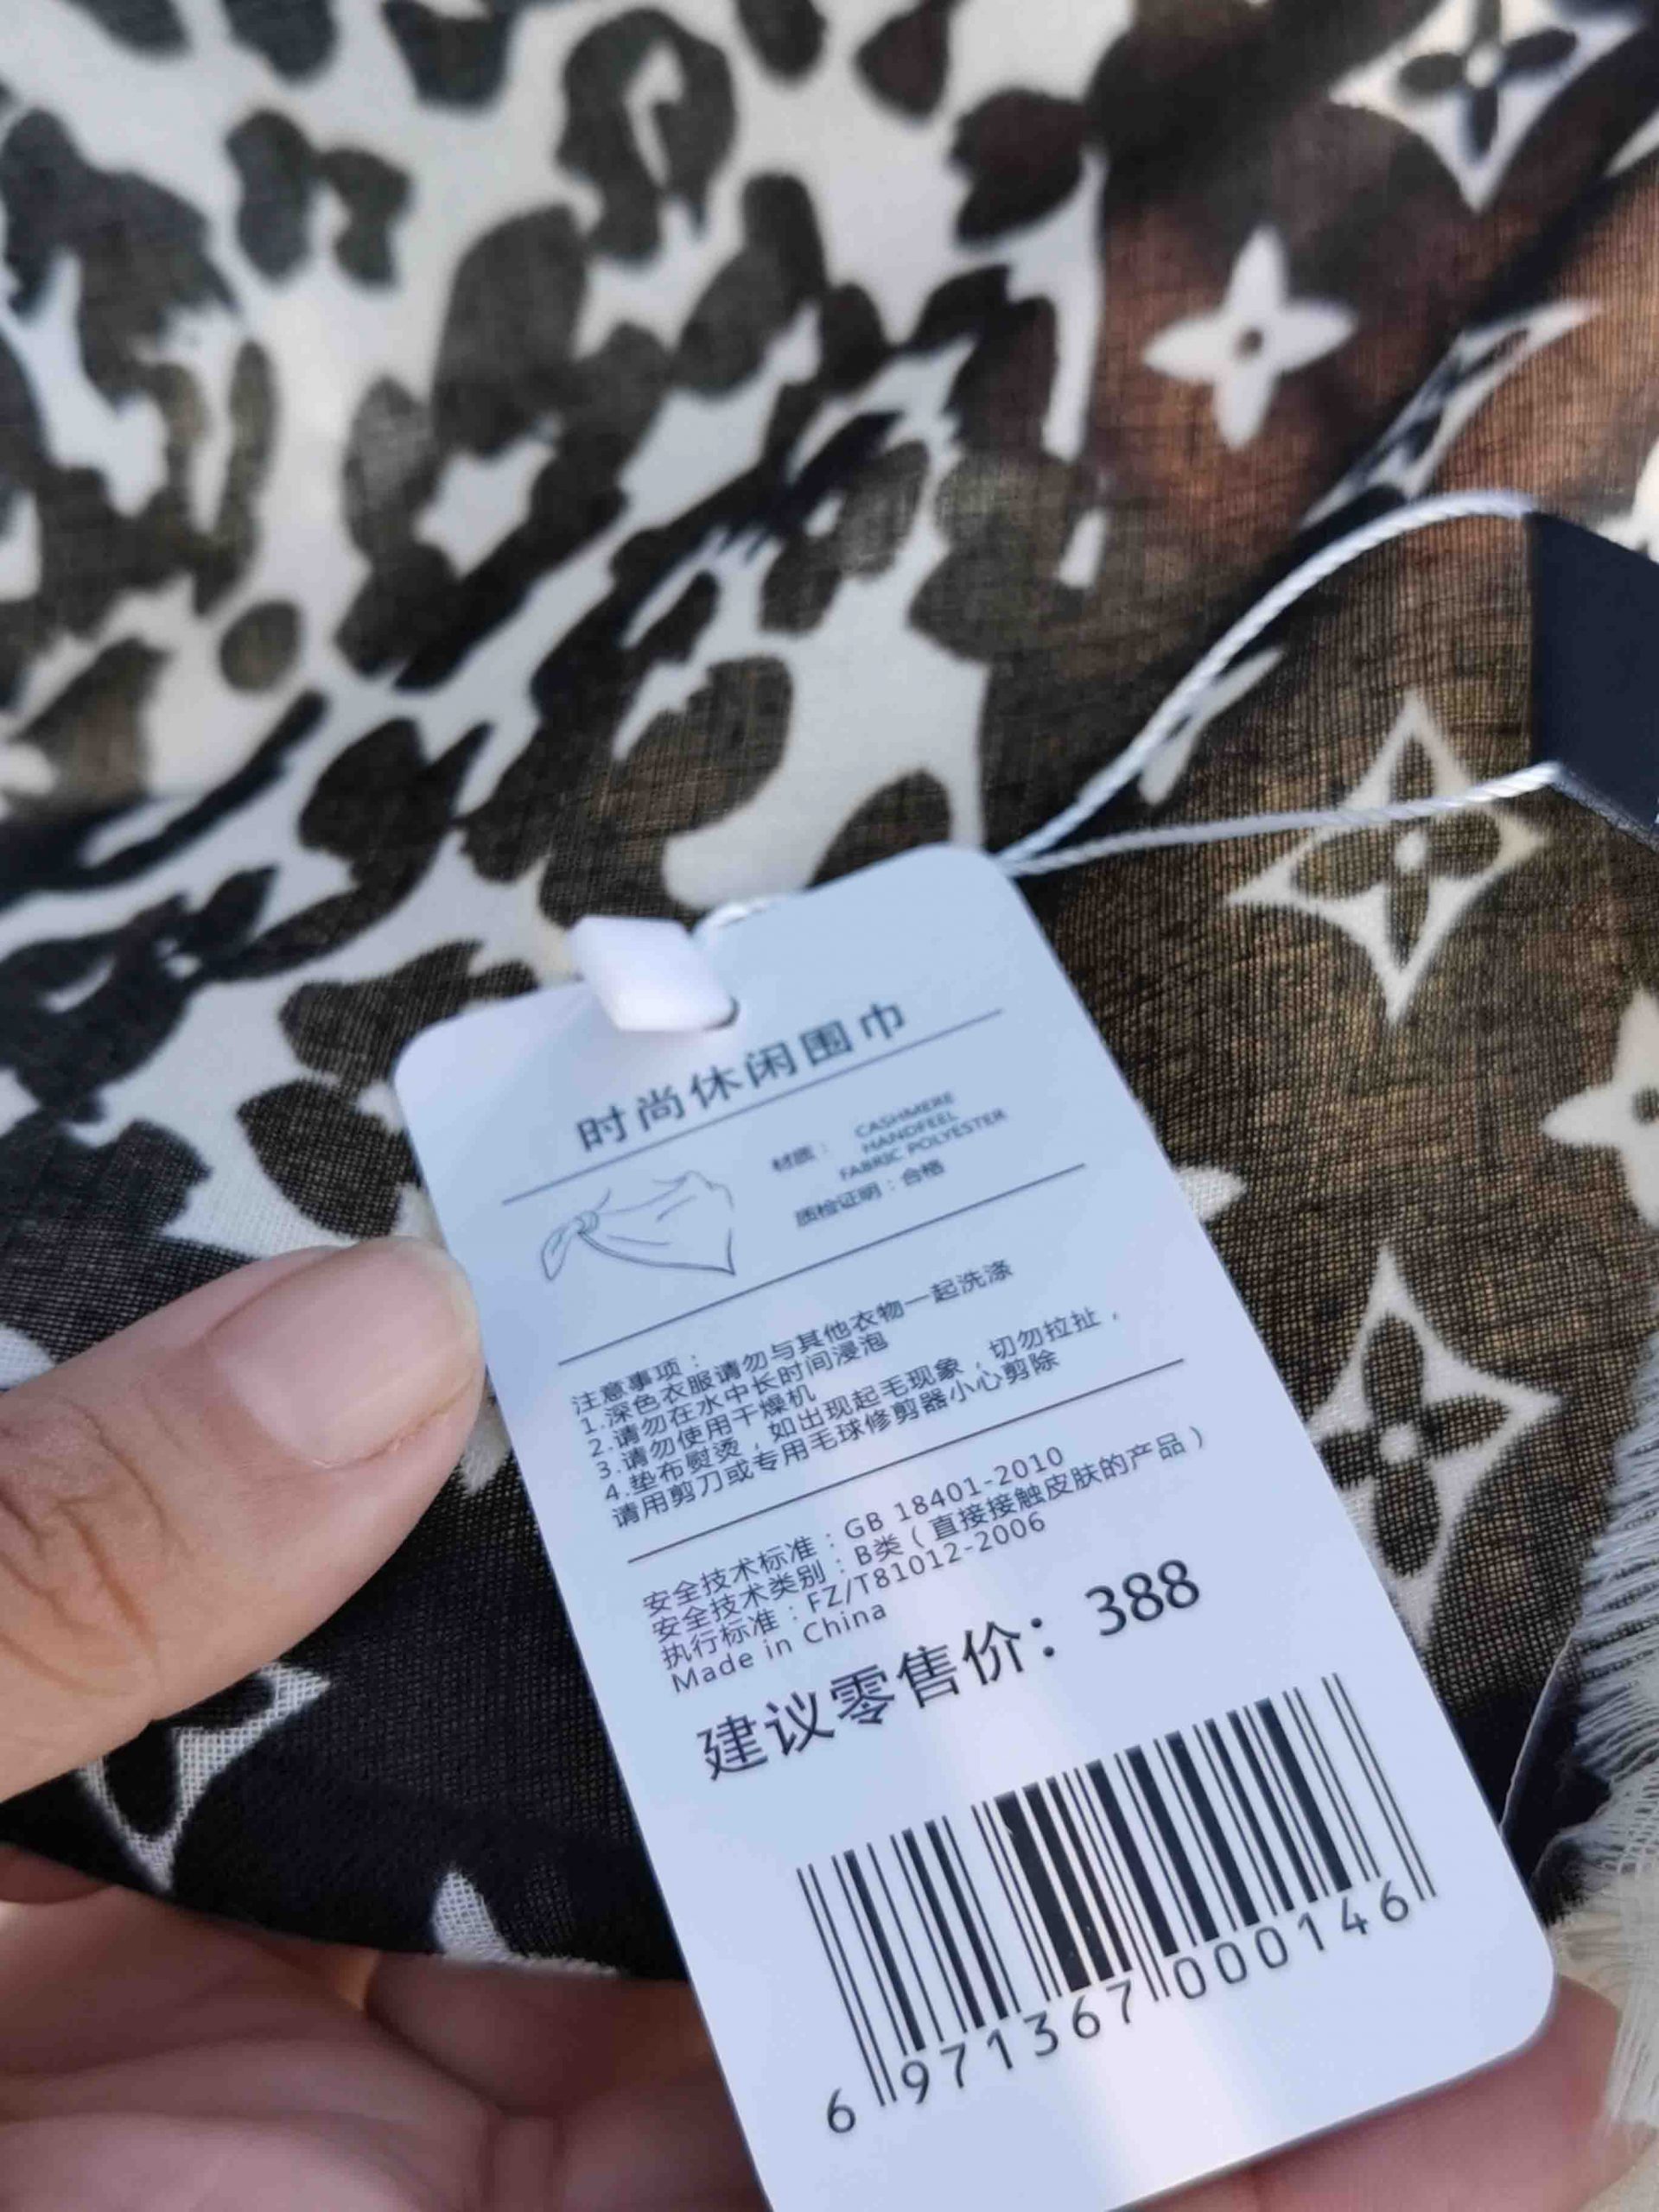 时尚休闲围巾
材质：
CASHMERE
HANDFEEL
FABRIC POLYESTER
质检证明：合格
注意事项：
1.深色衣服请勿与其他衣物一起洗涤
2.请勿在水中长时间浸泡
3.请勿使用干燥机
4.垫布熨烫，如出现起毛现象，切勿拉扯，
请用剪刀或专用毛球修剪器小心剪除
安全技术标准：GB 18401-2010
安全技术类别：B类（直接接触皮肤的产品）
执行标准：FZ/T81012-2006
Made in China
建议零售价：388
6 971367 000146